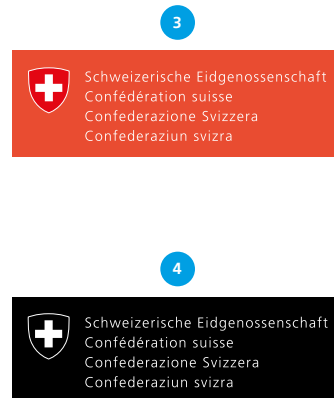 3
Schweizerische Eidgenossenschaft
Confédération suisse
Confederazione Svizzera
Confederaziun svizra
4
Schweizerische Eidgenossenschaft
Confédération suisse
Confederazione Svizzera
Confederaziun svizra